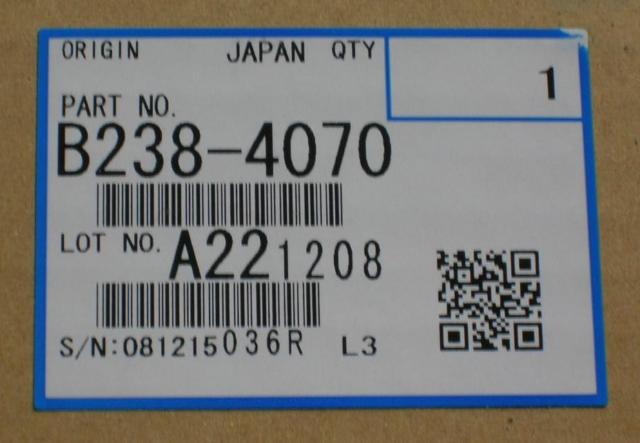 ORIGIN JAPAN QTY
1
PART NO.
B238-4070
LOT NO. A221208
S/N:081215036R L3